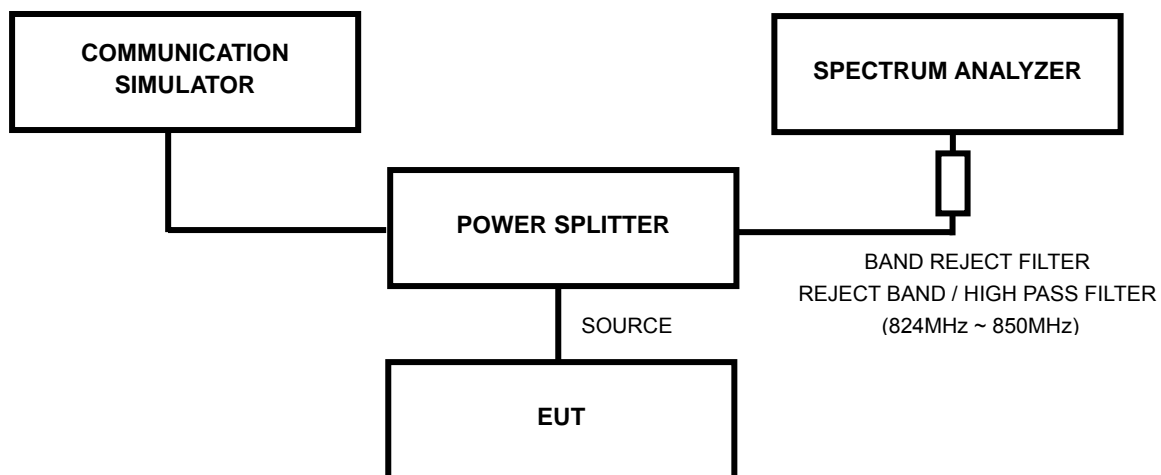 COMMUNICATION
SIMULATOR
SPECTRUM ANALYZER
POWER SPLITTER
BAND REJECT FILTER
REJECT BAND / HIGH PASS FILTER
(824MHz ~ 850MHz)
SOURCE
EUT